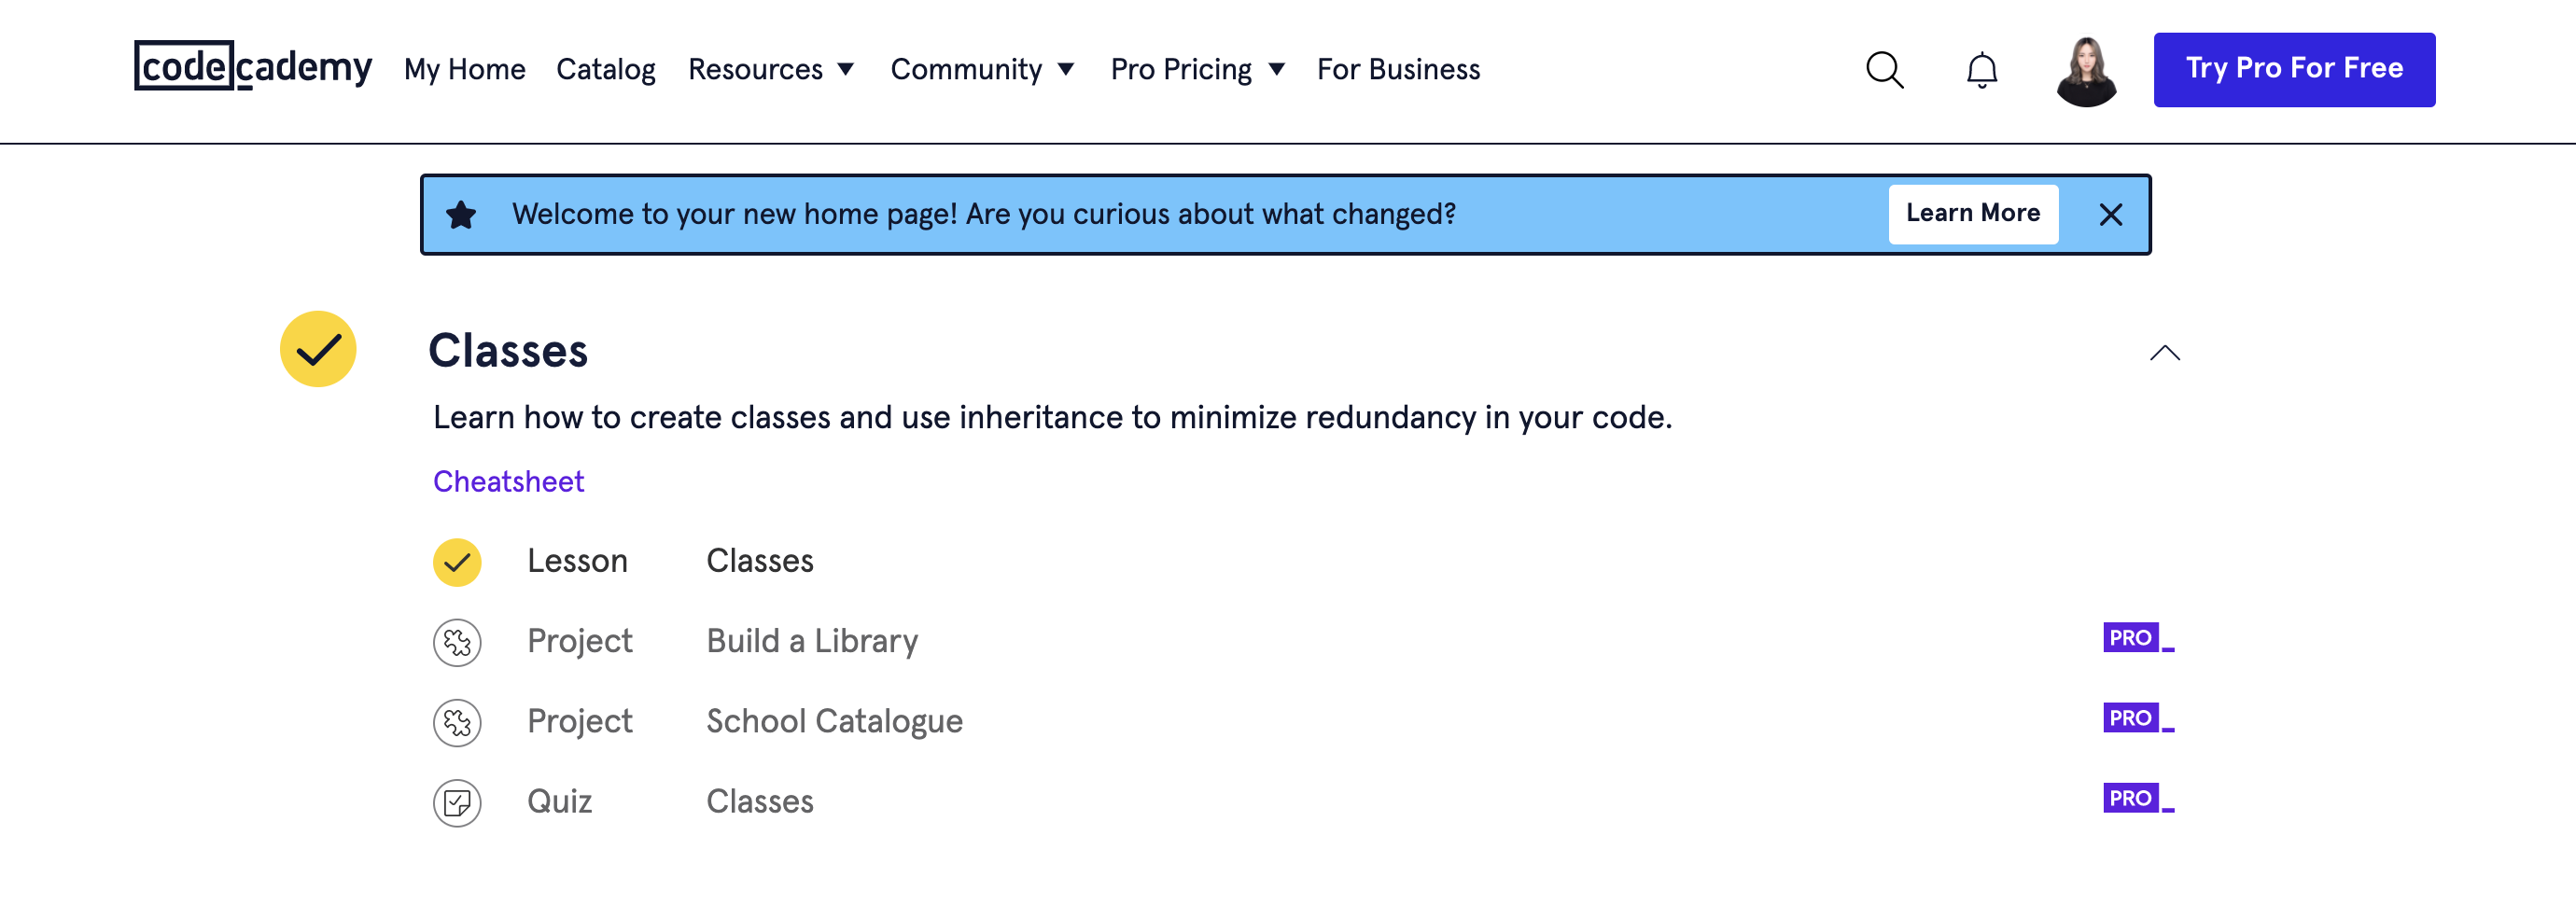 codecademy My Home Catalog Resources Community Pro Pricing For Business Try Pro For Free
Welcome to your new home page! Are you curious about what changed? Learn More
Classes
Learn how to create classes and use inheritance to minimize redundancy in your code.
Cheatsheet
Lesson Classes
Project Build a Library PRO
Project School Catalogue PRO
Quiz Classes PRO